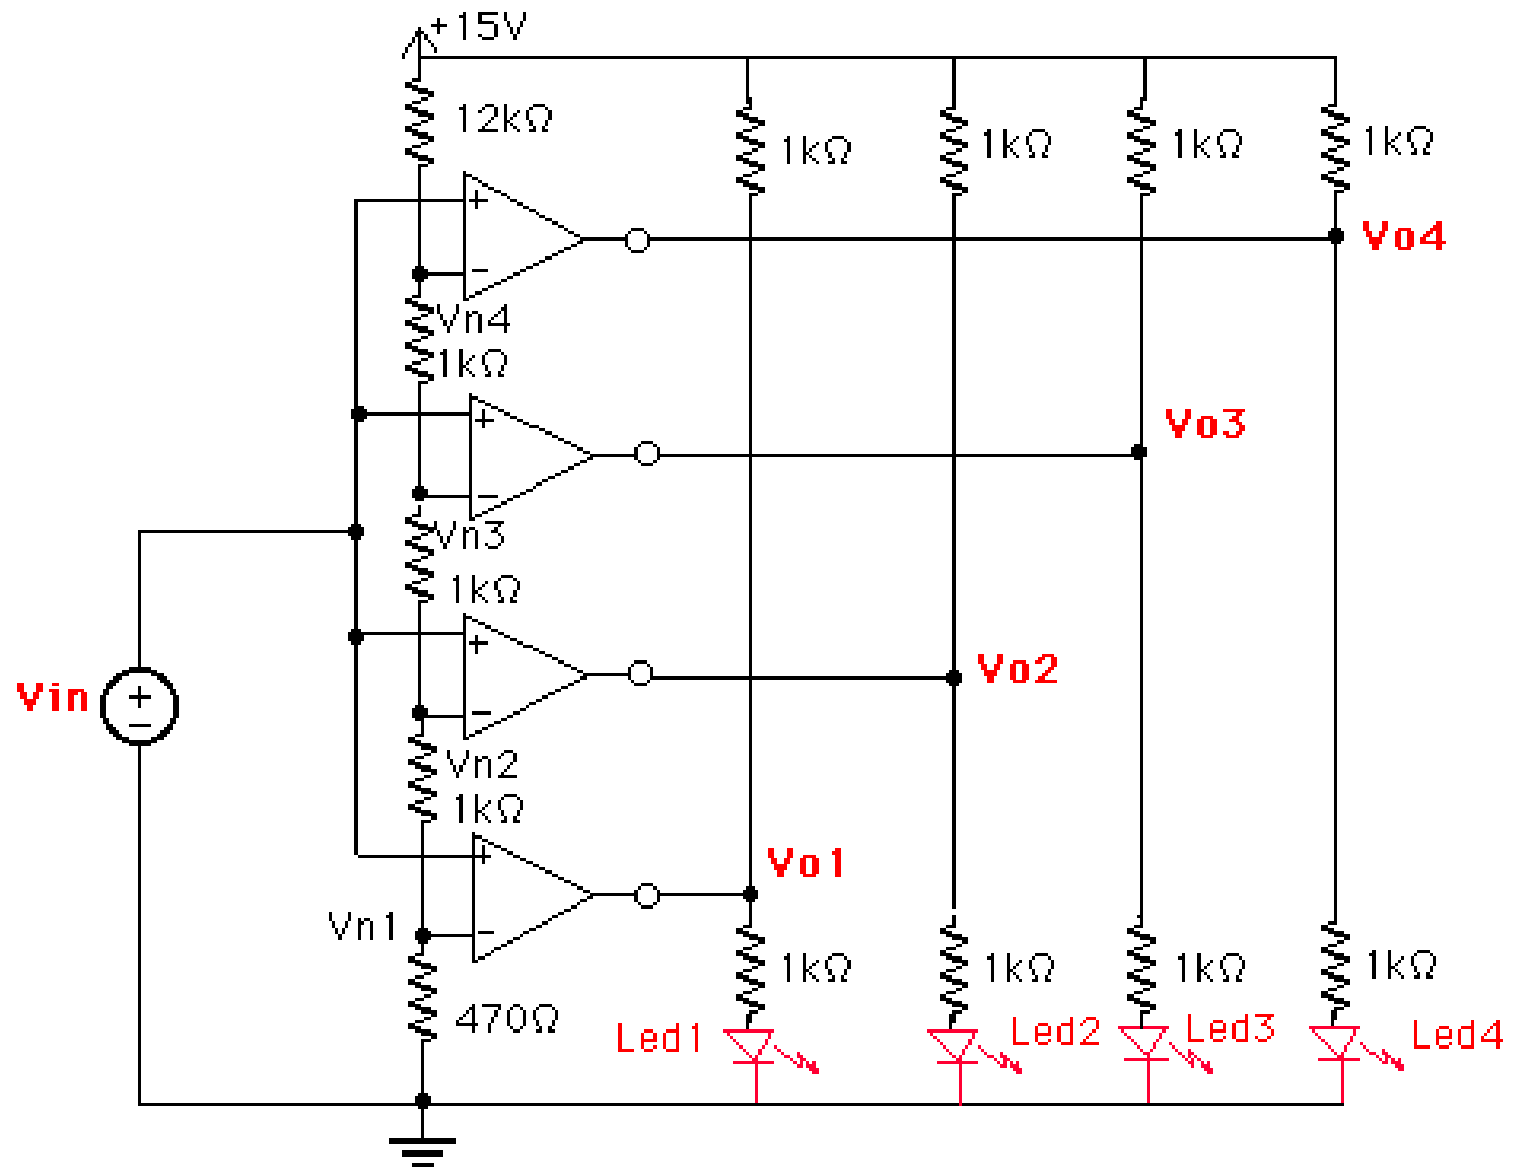 +15V
12kΩ
1kΩ
1kΩ
1kΩ
1kΩ
+
−
Vo4
Vn4
1kΩ
+
−
Vo3
Vn3
1kΩ
+
−
Vo2
Vin
+
−
Vn2
1kΩ
+
−
Vo1
Vn1
470Ω
1kΩ
1kΩ
1kΩ
1kΩ
Led1
Led2
Led3
Led4